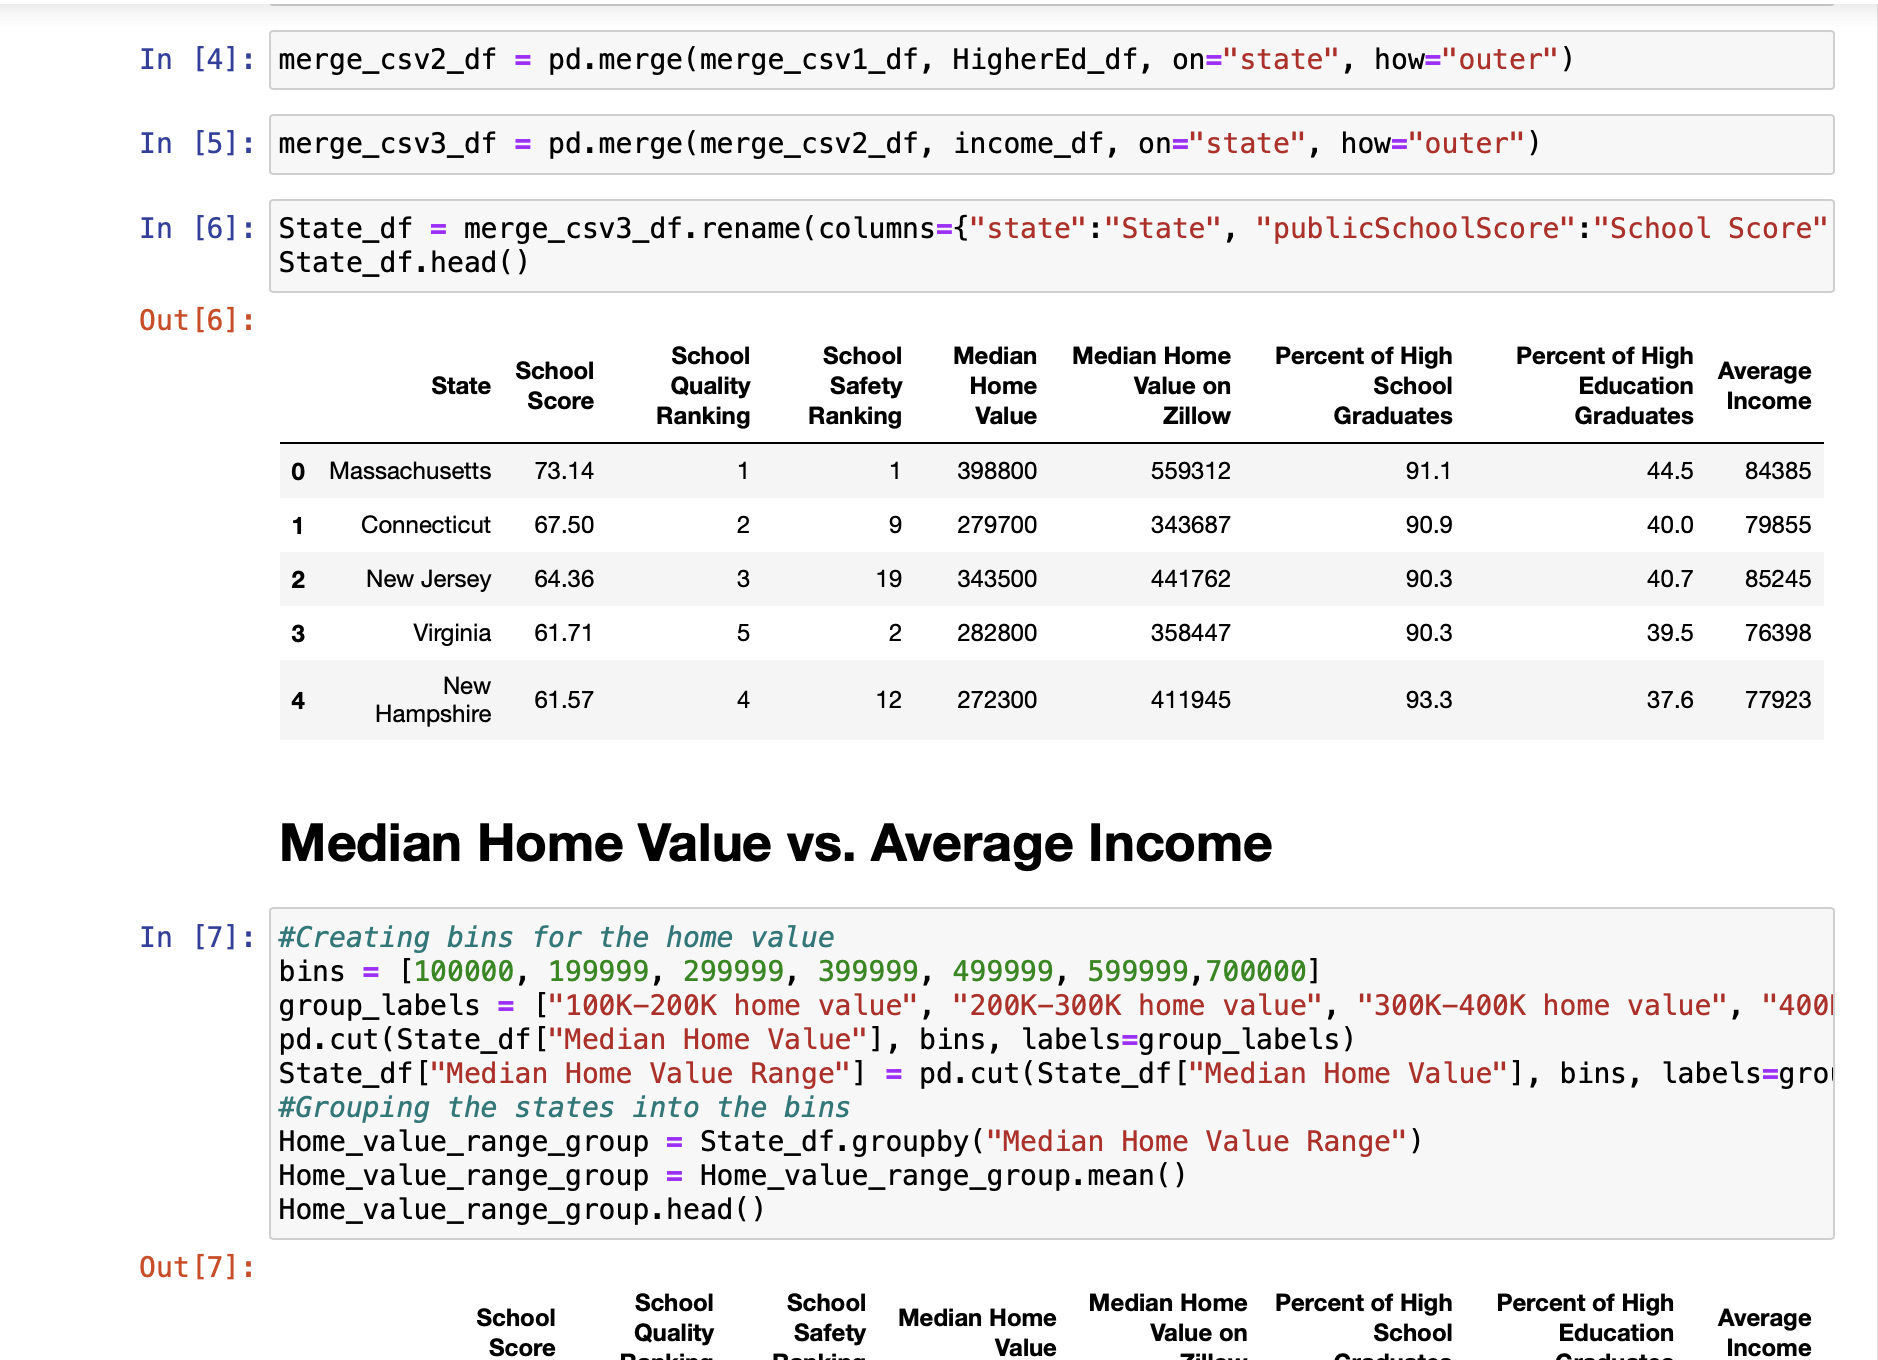 In [4]: merge_csv2_df = pd.merge(merge_csv1_df, HigherEd_df, on="state", how="outer")
In [5]: merge_csv3_df = pd.merge(merge_csv2_df, income_df, on="state", how="outer")
In [6]: State_df = merge_csv3_df.rename(columns={"state":"State", "publicSchoolScore":"School Score"
State_df.head()
Out[6]:
State School Score School Quality Ranking School Safety Ranking Median Home Value Median Home Value on Zillow Percent of High School Graduates Percent of High Education Graduates Average Income
0 Massachusetts 73.14 1 1 398800 559312 91.1 44.5 84385
1 Connecticut 67.50 2 9 279700 343687 90.9 40.0 79855
2 New Jersey 64.36 3 19 343500 441762 90.3 40.7 85245
3 Virginia 61.71 5 2 282800 358447 90.3 39.5 76398
4 New Hampshire 61.57 4 12 272300 411945 93.3 37.6 77923
Median Home Value vs. Average Income
In [7]: #Creating bins for the home value
bins = [100000, 199999, 299999, 399999, 499999, 599999,700000]
group_labels = ["100K-200K home value", "200K-300K home value", "300K-400K home value", "400
pd.cut(State_df["Median Home Value"], bins, labels=group_labels)
State_df["Median Home Value Range"] = pd.cut(State_df["Median Home Value"], bins, labels=gro
#Grouping the states into the bins
Home_value_range_group = State_df.groupby("Median Home Value Range")
Home_value_range_group = Home_value_range_group.mean()
Home_value_range_group.head()
Out[7]:
School Score School Quality Ranking School Safety Ranking Median Home Value Median Home Value on Zillow Percent of High School Graduates Percent of High Education Graduates Average Income